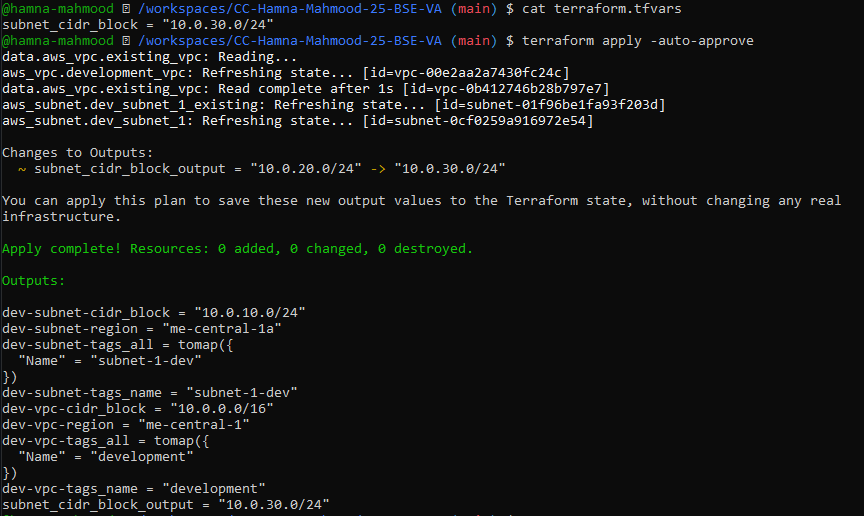 @hamna-mahmood /workspaces/CC-Hamna-Mahmood-25-BSE-VA (main) $ cat terraform.tfvars
subnet_cidr_block = "10.0.30.0/24"
@hamna-mahmood /workspaces/CC-Hamna-Mahmood-25-BSE-VA (main) $ terraform apply -auto-approve
data.aws_vpc.existing_vpc: Reading...
aws_vpc.development_vpc: Refreshing state... [id=vpc-00e2aa2a7430fc24c]
data.aws_vpc.existing_vpc: Read complete after 1s [id=vpc-0b412746b28b797e7]
aws_subnet.dev_subnet_1_existing: Refreshing state... [id=subnet-01f96be1fa93f203d]
aws_subnet.dev_subnet_1: Refreshing state... [id=subnet-0cf0259a916972e54]
Changes to Outputs:
  ~ subnet_cidr_block_output = "10.0.20.0/24" -> "10.0.30.0/24"
You can apply this plan to save these new output values to the Terraform state, without changing any real
infrastructure.
Apply complete! Resources: 0 added, 0 changed, 0 destroyed.
Outputs:
dev-subnet-cidr_block = "10.0.10.0/24"
dev-subnet-region = "me-central-1a"
dev-subnet-tags_all = tomap({
  "Name" = "subnet-1-dev"
})
dev-subnet-tags_name = "subnet-1-dev"
dev-vpc-cidr_block = "10.0.0.0/16"
dev-vpc-region = "me-central-1"
dev-vpc-tags_all = tomap({
  "Name" = "development"
})
dev-vpc-tags_name = "development"
subnet_cidr_block_output = "10.0.30.0/24"